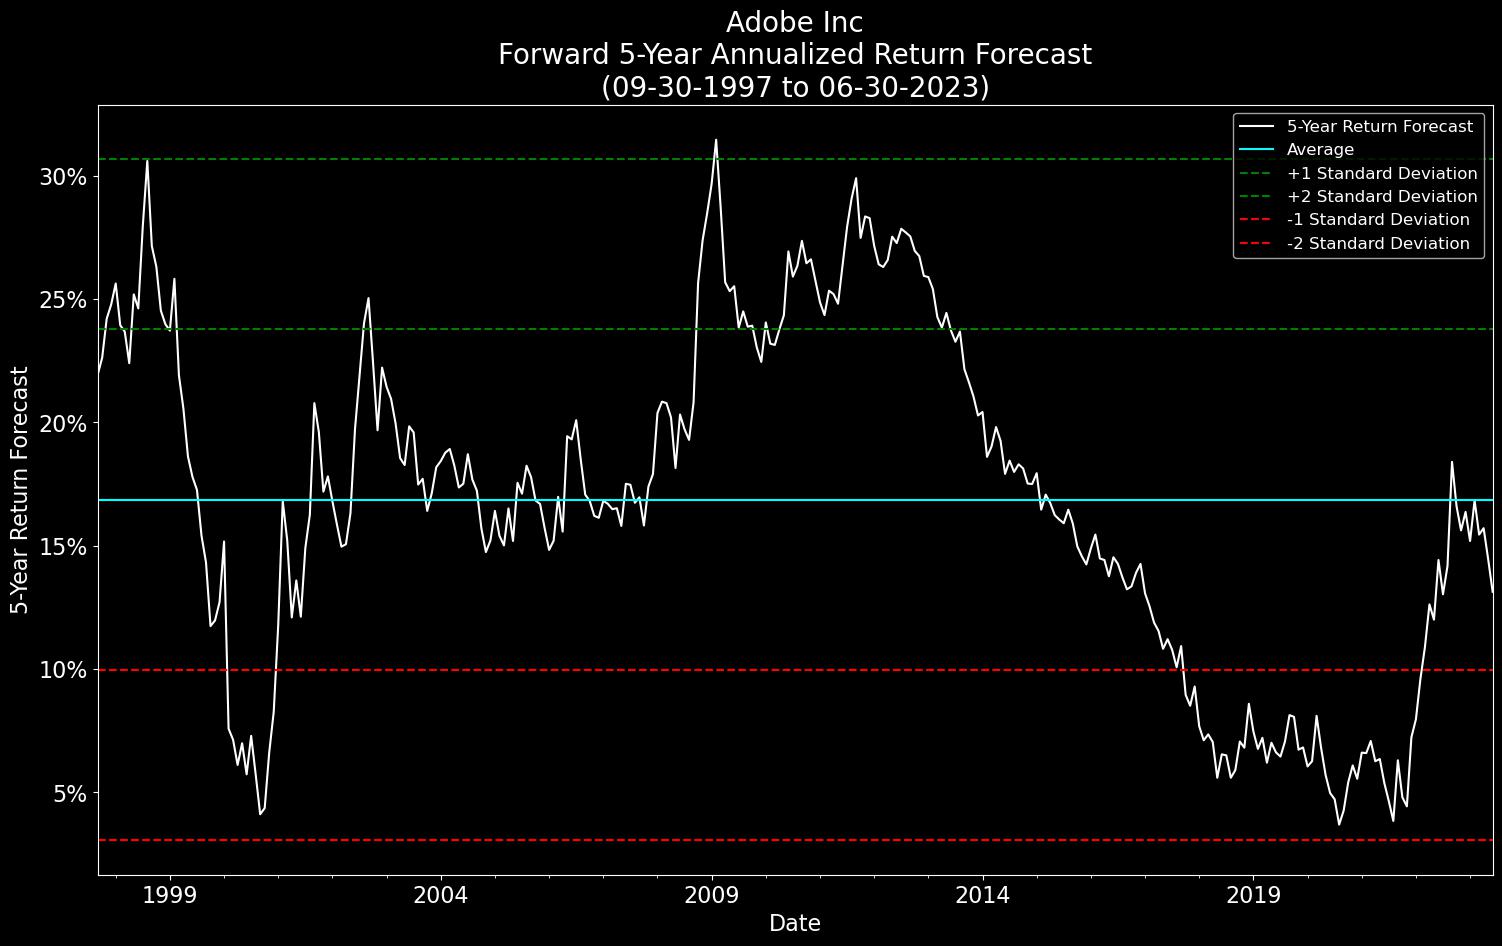 Adobe Inc
Forward 5-Year Annualized Return Forecast
(09-30-1997 to 06-30-2023)
5-Year Return Forecast
Average
+1 Standard Deviation
+2 Standard Deviation
-1 Standard Deviation
-2 Standard Deviation
30%
25%
20%
15%
10%
5%
5-Year Return Forecast
1999 2004 2009 2014 2019
Date